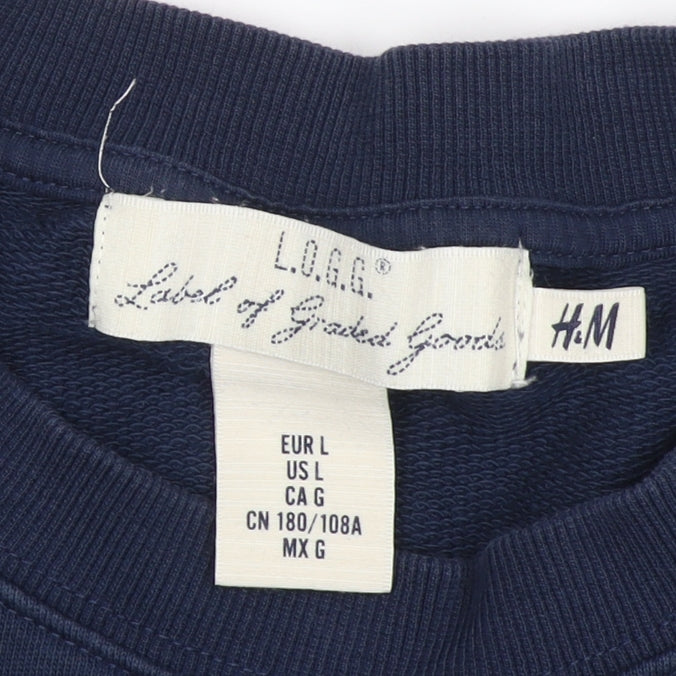 L.O.G.G.®
Label of Graded Goods
H&M
EUR L
US L
CA G
CN 180/108A
MX G